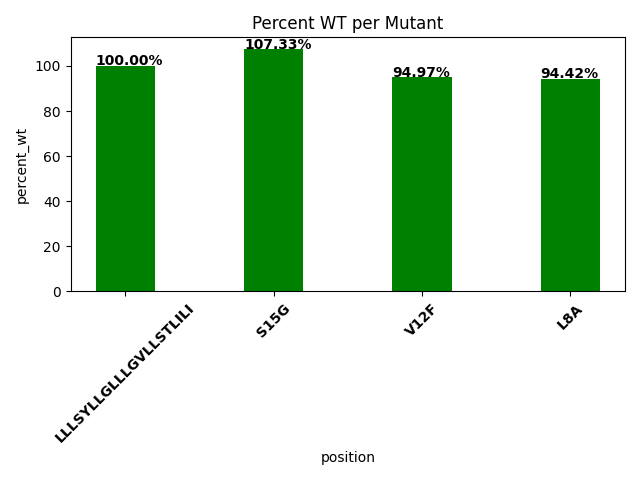 Percent WT per Mutant
percent_wt
100
80
60
40
20
0
100.00%
107.33%
94.97%
94.42%
LLLSYLLGLLLGVLLSTLILI
S15G
V12F
L8A
position